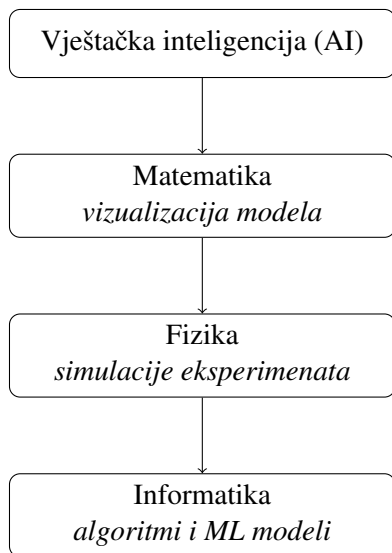 Vještačka inteligencija (AI)
Matematika
vizualizacija modela
Fizika
simulacije eksperimenata
Informatika
algoritmi i ML modeli